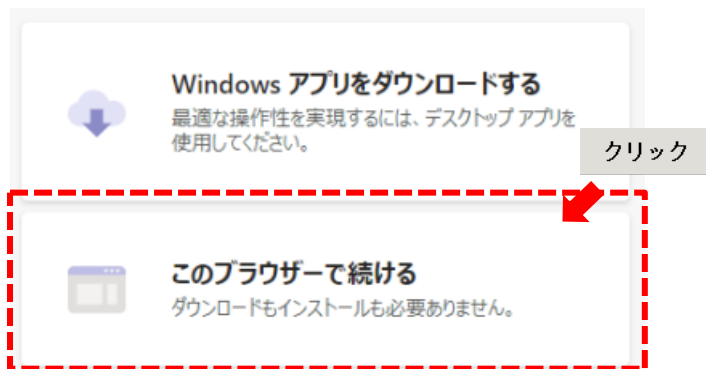 Windows アプリをダウンロードする
最適な操作性を実現するには、デスクトップ アプリを
使用してください。
クリック
このブラウザーで続ける
ダウンロードもインストールも必要ありません。